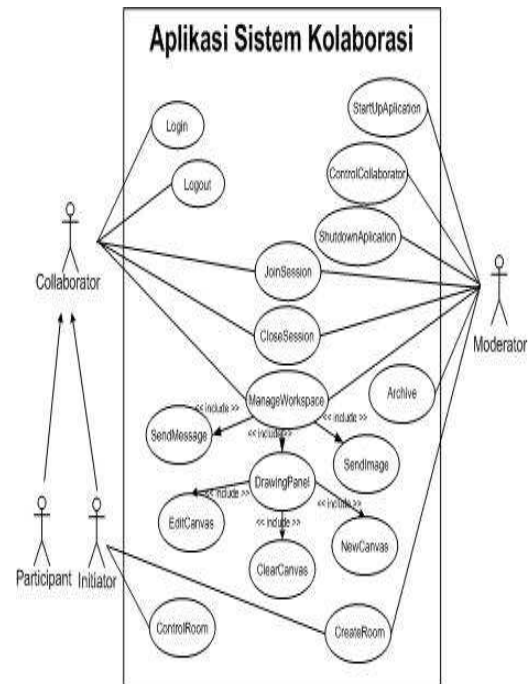 Aplikasi Sistem Kolaborasi
StartUpAplication
Login
ControlCollaborator
Logout
ShutdownAplication
Collaborator
JoinSession
Moderator
CloseSession
ManageWorkspace
Archive
<< include >>
<< include >>
<< include >>
SendMessage
SendImage
DrawingPanel
<< include >>
<< include >>
<< include >>
EditCanvas
NewCanvas
ClearCanvas
Participant
Initiator
ControlRoom
CreateRoom